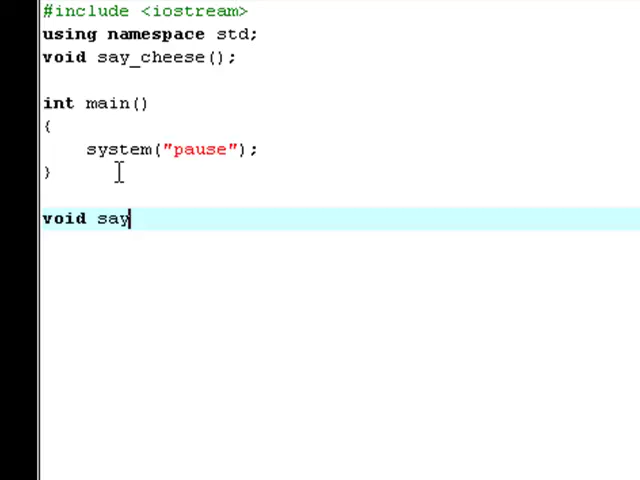 #include <iostream>
using namespace std;
void say_cheese();
int main()
{
system("pause");
}
void say